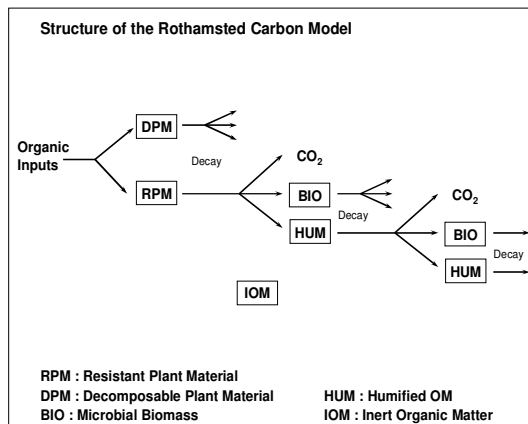 Structure of the Rothamsted Carbon Model
DPM
Organic
Inputs
Decay
CO2
RPM
BIO
CO2
Decay
HUM
BIO
Decay
HUM
IOM
RPM : Resistant Plant Material
DPM : Decomposable Plant Material
HUM : Humified OM
BIO : Microbial Biomass
IOM : Inert Organic Matter